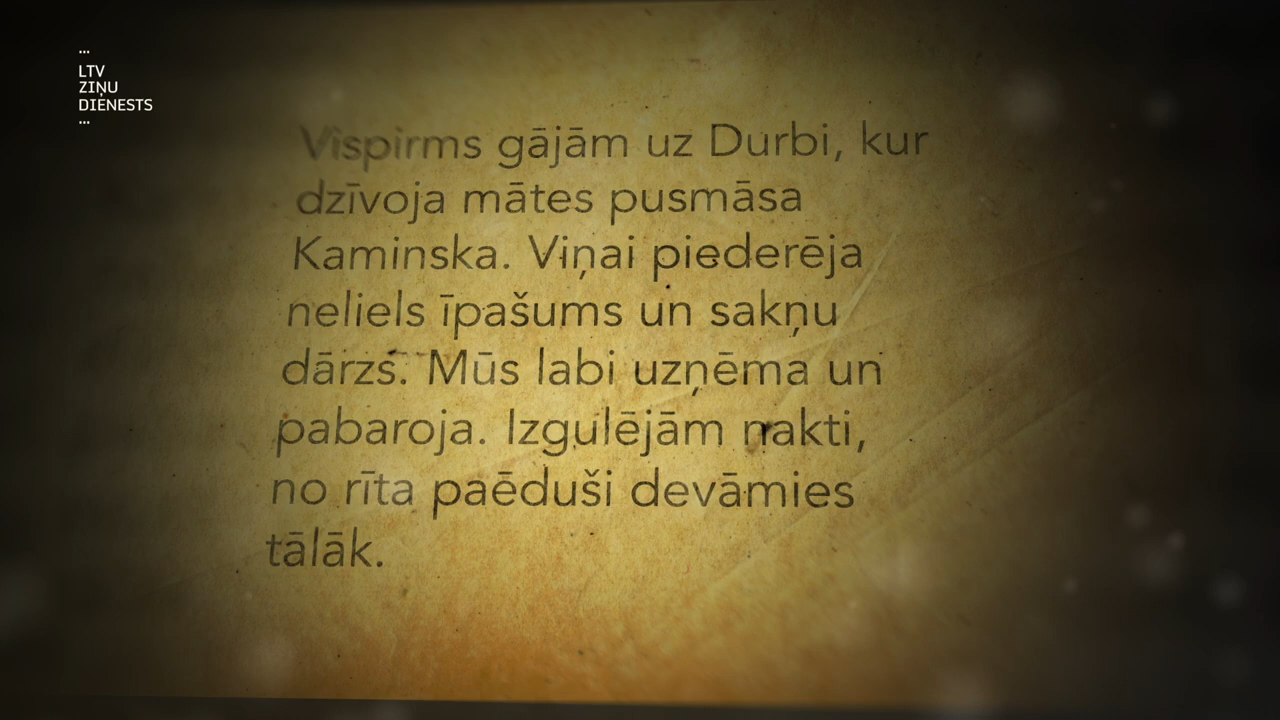 ...
LTV
ZIŅU
DIENESTS
...
Vispirms gājām uz Durbi, kur
dzīvoja mātes pusmāsa
Kaminska. Viņai piederēja
neliels īpašums un sakņu
dārzs. Mūs labi uzņēma un
pabaroja. Izgulējām nakti,
no rīta paēduši devāmies
tālāk.